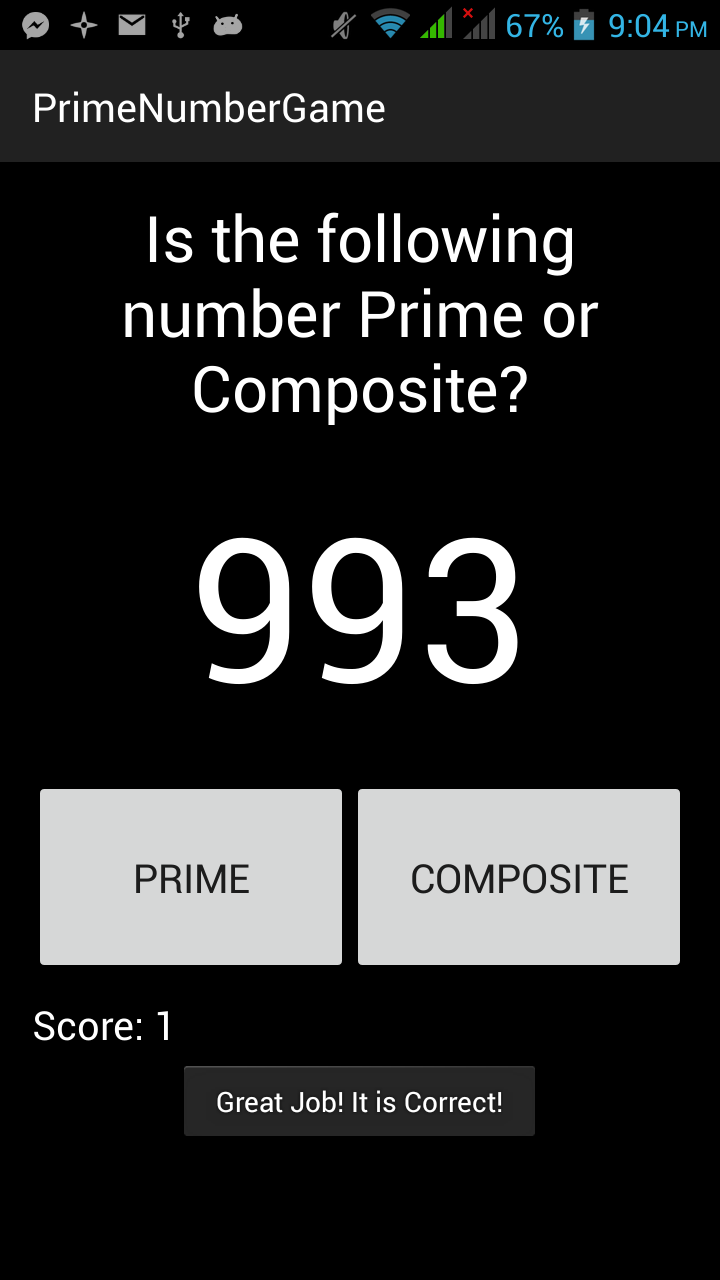 67% 9:04 PM
PrimeNumberGame
Is the following
number Prime or
Composite?
993
PRIME COMPOSITE
Score: 1
Great Job! It is Correct!